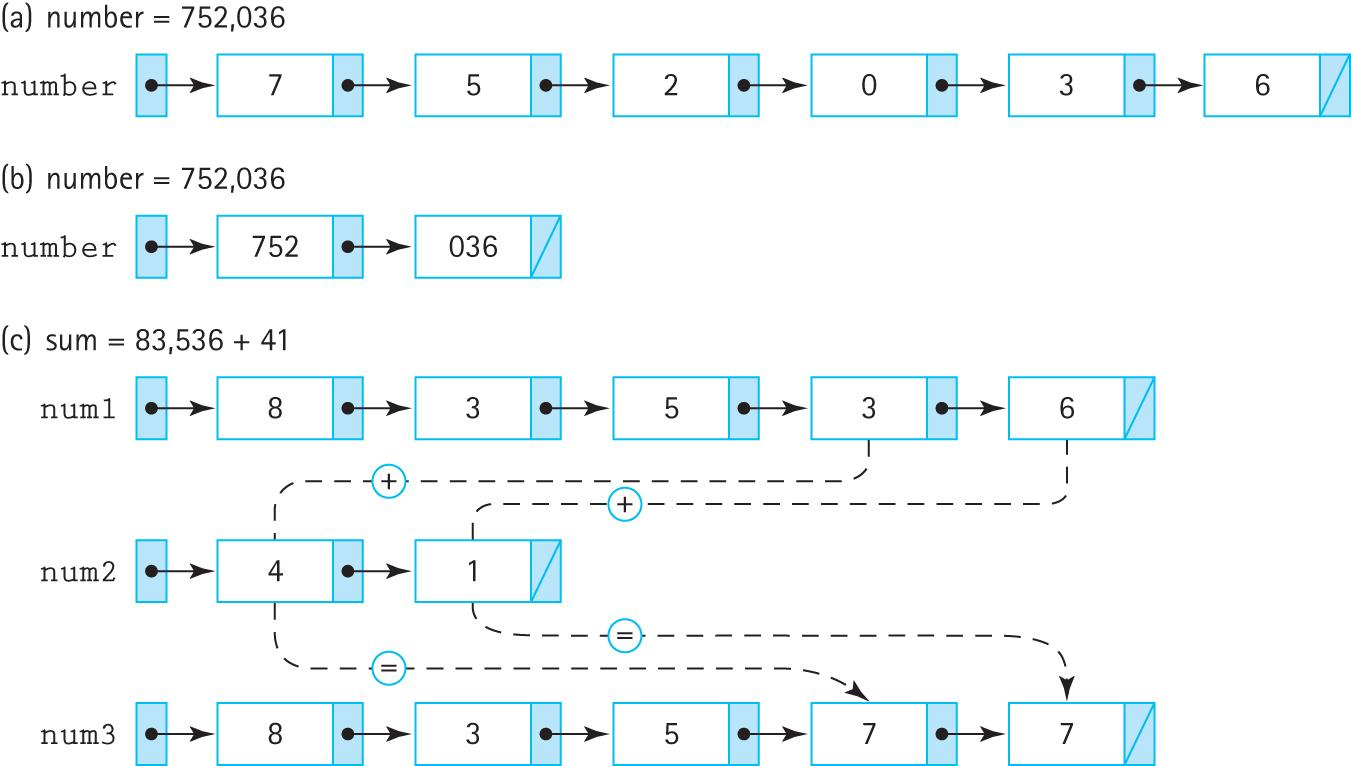 (a) number = 752,036
number 7 5 2 0 3 6
(b) number = 752,036
number 752 036
(c) sum = 83,536 + 41
num1 8 3 5 3 6
+
+
num2 4 1
=
=
num3 8 3 5 7 7